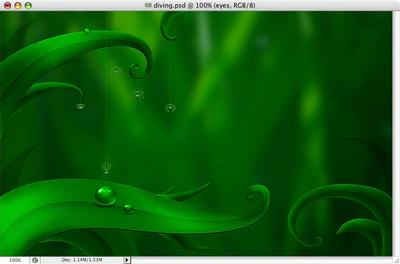 diving.psd @ 100% (eyes, RGB/8)
100%
Doc: 1.14M/1.53M